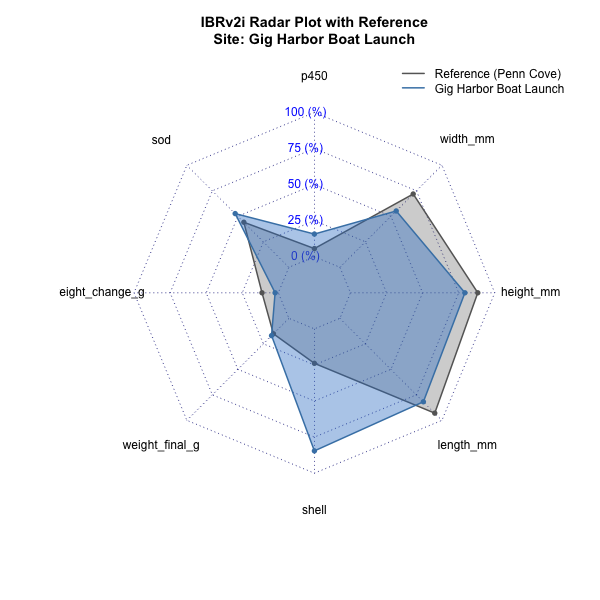 IBRv2i Radar Plot with Reference
Site: Gig Harbor Boat Launch
p450
Reference (Penn Cove)
Gig Harbor Boat Launch
100 (%)
sod
width_mm
75 (%)
50 (%)
25 (%)
0 (%)
eight_change_g
height_mm
weight_final_g
length_mm
shell